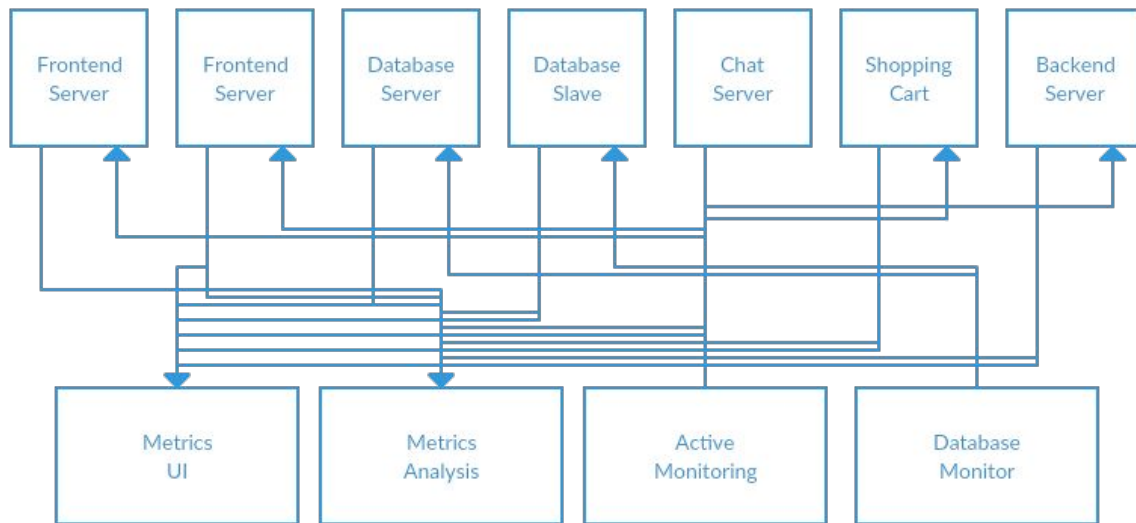 Frontend
Server
Frontend
Server
Database
Server
Database
Slave
Chat
Server
Shopping
Cart
Backend
Server
Metrics
UI
Metrics
Analysis
Active
Monitoring
Database
Monitor